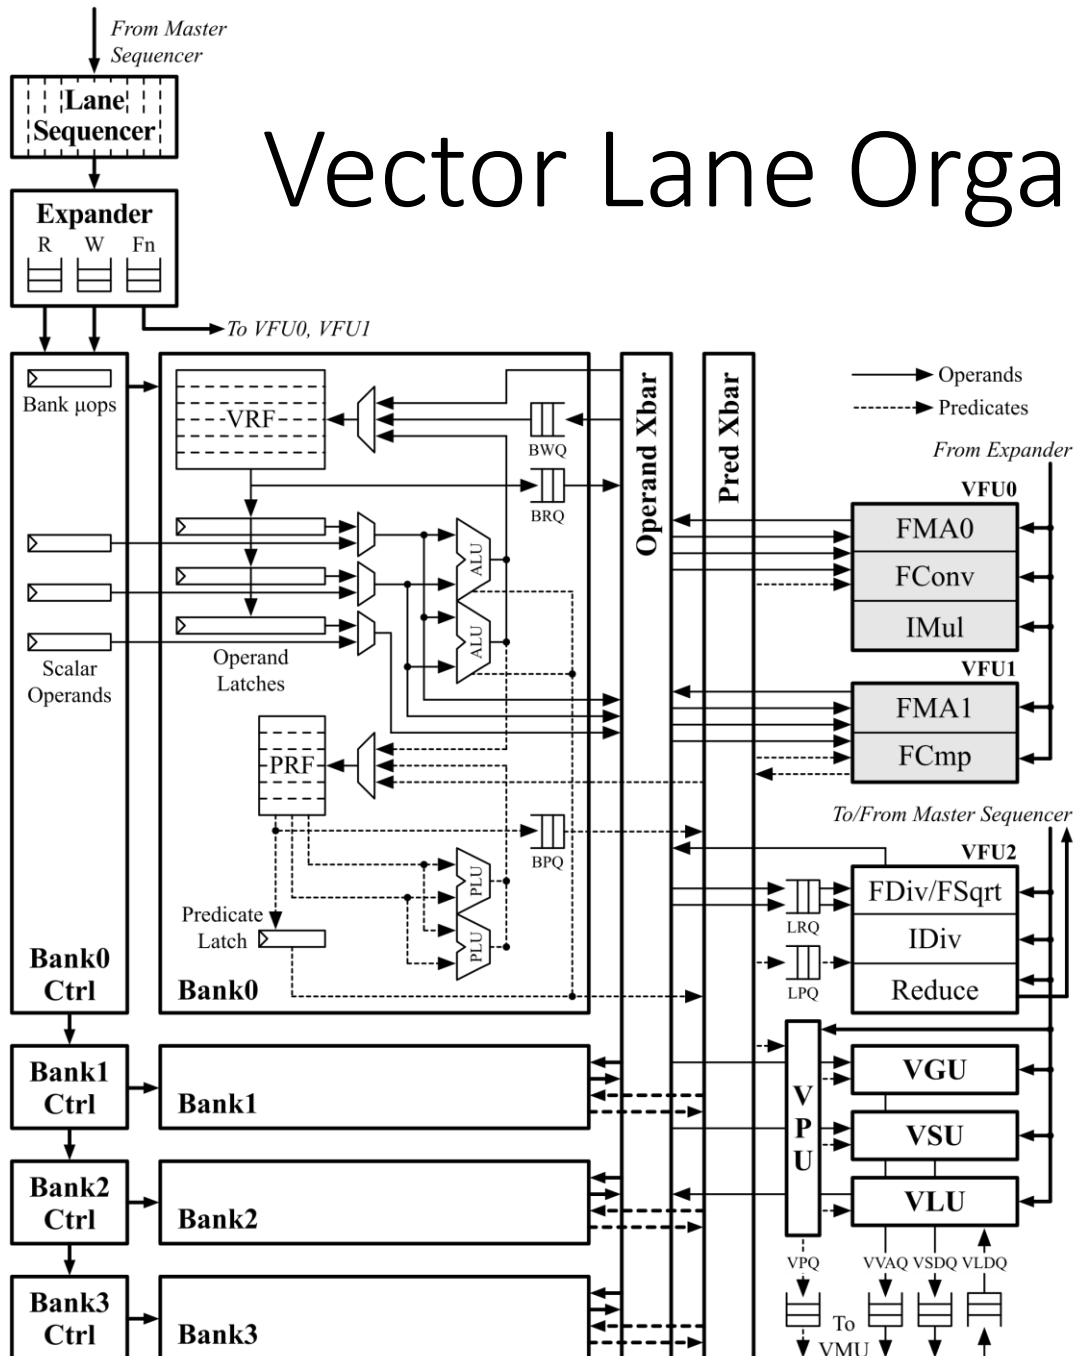 From Master
Sequencer
Lane
Sequencer
Vector Lane Orga
Expander
R W Fn
To VFU0, VFU1
Bank μops
VRF
BWQ
BRQ
Operand Xbar
Pred Xbar
Operands
Predicates
From Expander
VFU0
FMA0
FConv
IMul
ALU
ALU
Scalar
Operands
Operand
Latches
VFU1
FMA1
FCmp
PRF
To/From Master Sequencer
BPQ
VFU2
PLU
PLU
FDiv/FSqrt
LRQ
IDiv
LPQ
Reduce
Predicate
Latch
Bank0
Ctrl
Bank0
Bank1
Ctrl
Bank1
VPU
VGU
VSU
VLU
Bank2
Ctrl
Bank2
VPQ VVAQ VSDQ VLDQ
Bank3
Ctrl
Bank3
To
VMU